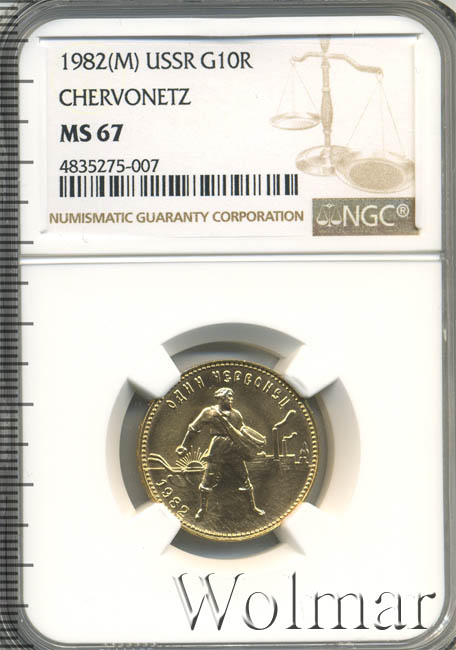 1982(M) USSR G10R
CHERVONETZ
MS 67
4835275-007
NUMISMATIC GUARANTY CORPORATION
NGC®
ОДИН ЧЕРВОНЕЦ
1982
Wolmar